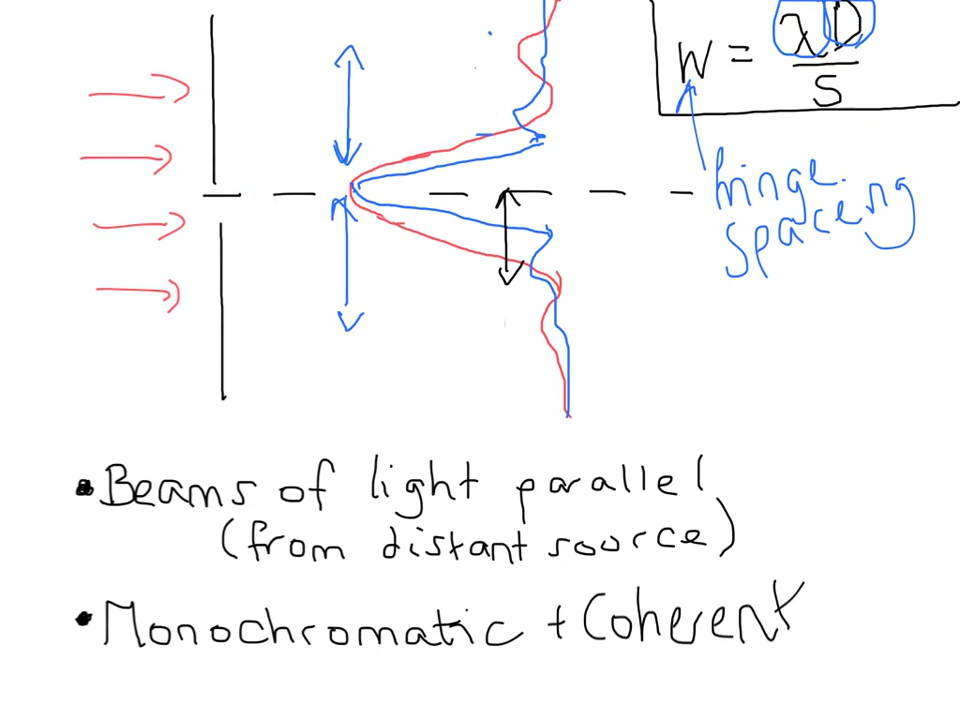 W = λD / S
fringe
spacing
• Beams of light parallel
(from distant source)
• Monochromatic + Coherent